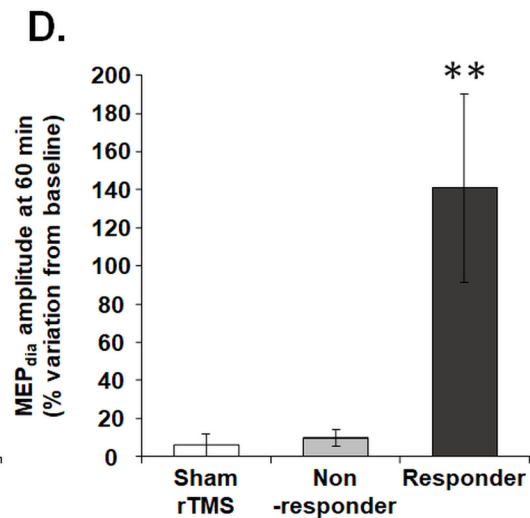 D.
MEPdia amplitude at 60 min
(% variation from baseline)
200
180
160
140
120
100
80
60
40
20
0
**
Sham
rTMS
Non
-responder
Responder